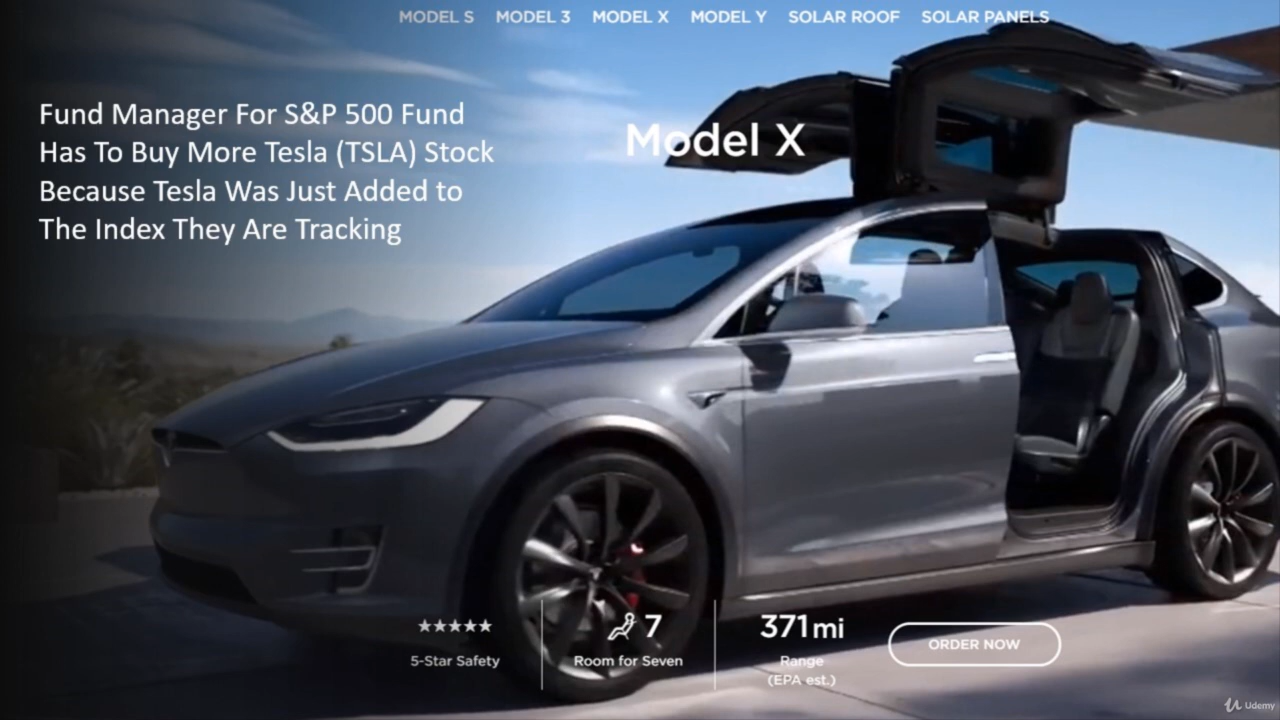 MODEL S MODEL 3 MODEL X MODEL Y SOLAR ROOF SOLAR PANELS
Fund Manager For S&P 500 Fund
Has To Buy More Tesla (TSLA) Stock
Because Tesla Was Just Added to
The Index They Are Tracking
Model X
5-Star Safety
7
Room for Seven
371 mi
Range
(EPA est.)
ORDER NOW
Udemy